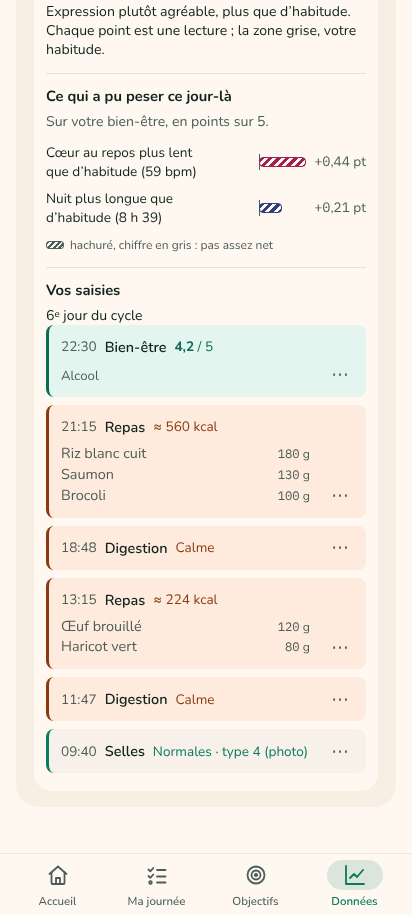 Expression plutôt agréable, plus que d’habitude.
Chaque point est une lecture ; la zone grise, votre
habitude.
Ce qui a pu peser ce jour-là
Sur votre bien-être, en points sur 5.
Cœur au repos plus lent
que d’habitude (59 bpm)
+0,44 pt
Nuit plus longue que
d’habitude (8 h 39)
+0,21 pt
hachuré, chiffre en gris : pas assez net
Vos saisies
6ᵉ jour du cycle
22:30 Bien-être 4,2 / 5
Alcool ···
21:15 Repas ≈ 560 kcal
Riz blanc cuit 180 g
Saumon 130 g
Brocoli 100 g ···
18:48 Digestion Calme ···
13:15 Repas ≈ 224 kcal
Œuf brouillé 120 g
Haricot vert 80 g ···
11:47 Digestion Calme ···
09:40 Selles Normales · type 4 (photo) ···
Accueil Ma journée Objectifs Données